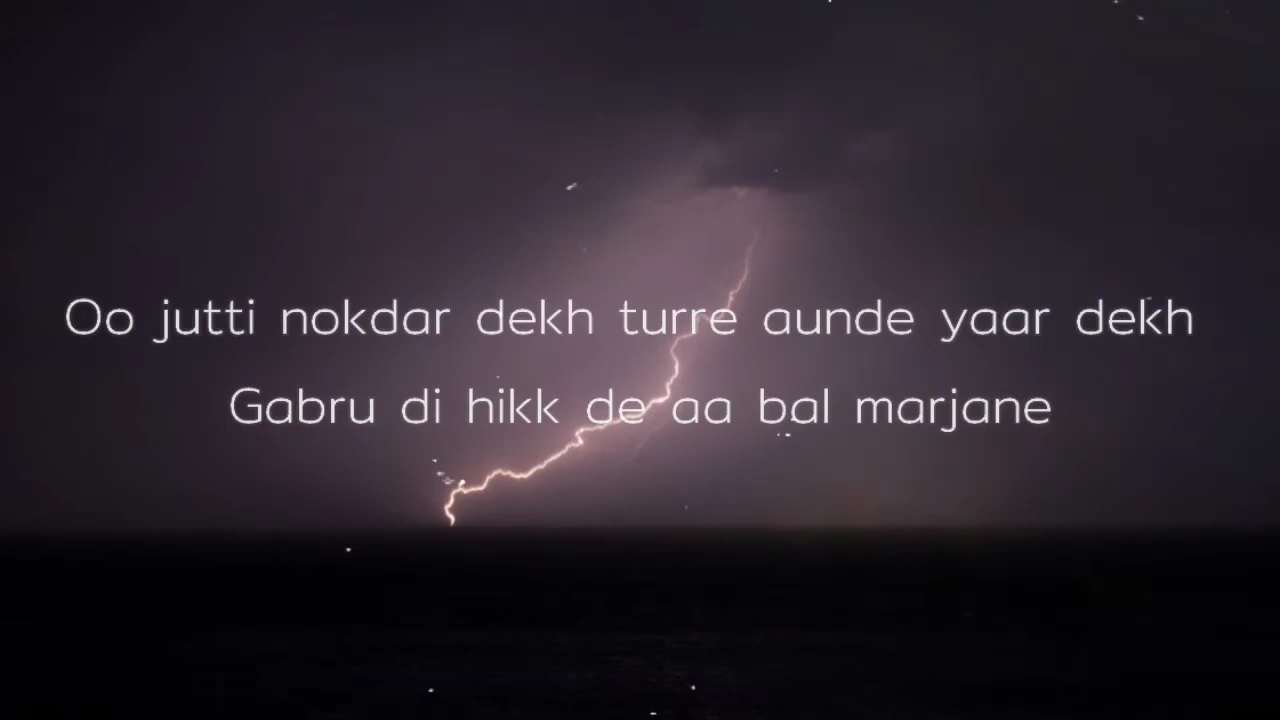 Oo jutti nokdar dekh turre aunde yaar dekh
Gabru di hikk de aa bal marjane